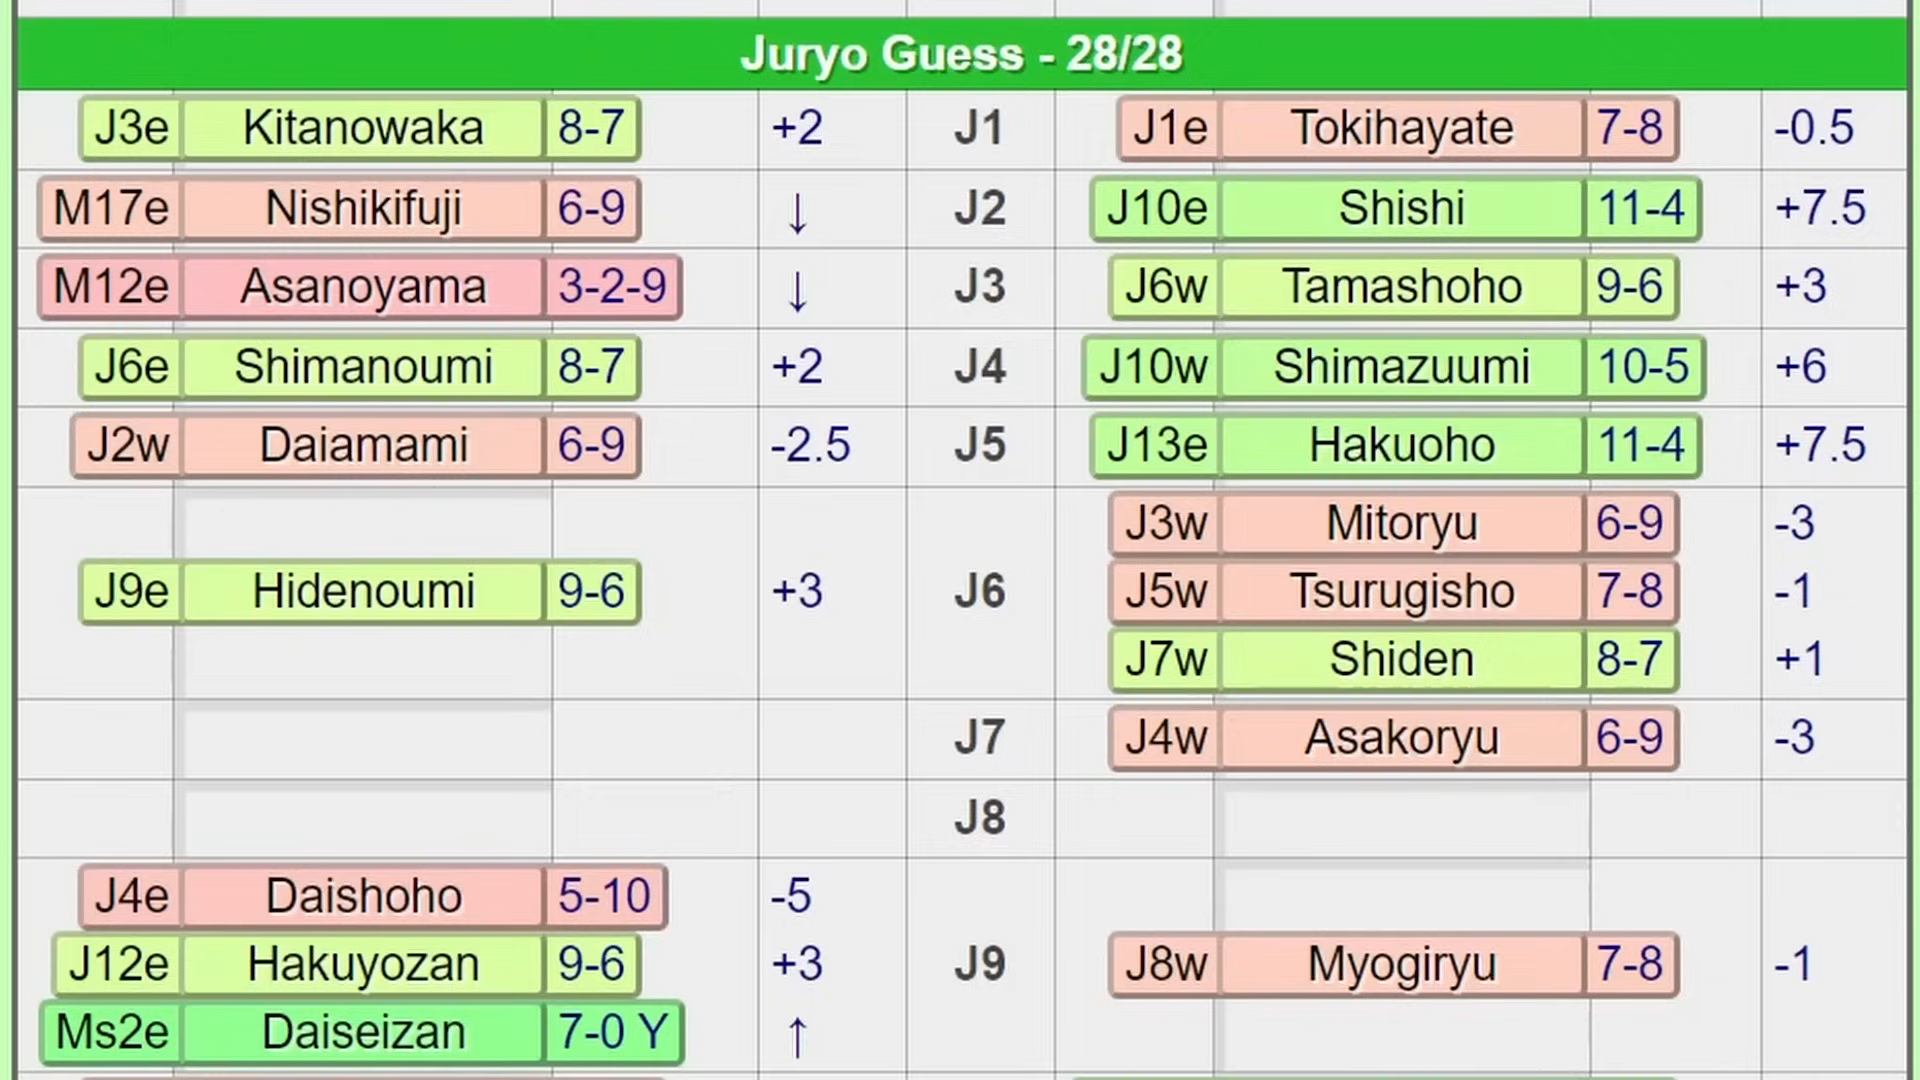 Juryo Guess - 28/28
J3e Kitanowaka 8-7 +2 J1 J1e Tokihayate 7-8 -0.5
M17e Nishikifuji 6-9 ↓ J2 J10e Shishi 11-4 +7.5
M12e Asanoyama 3-2-9 ↓ J3 J6w Tamashoho 9-6 +3
J6e Shimanoumi 8-7 +2 J4 J10w Shimazuumi 10-5 +6
J2w Daiamami 6-9 -2.5 J5 J13e Hakuoho 11-4 +7.5
J3w Mitoryu 6-9 -3
J9e Hidenoumi 9-6 +3 J6 J5w Tsurugisho 7-8 -1
J7w Shiden 8-7 +1
J7 J4w Asakoryu 6-9 -3
J8
J4e Daishoho 5-10 -5
J12e Hakuyozan 9-6 +3 J9 J8w Myogiryu 7-8 -1
Ms2e Daiseizan 7-0 Y ↑